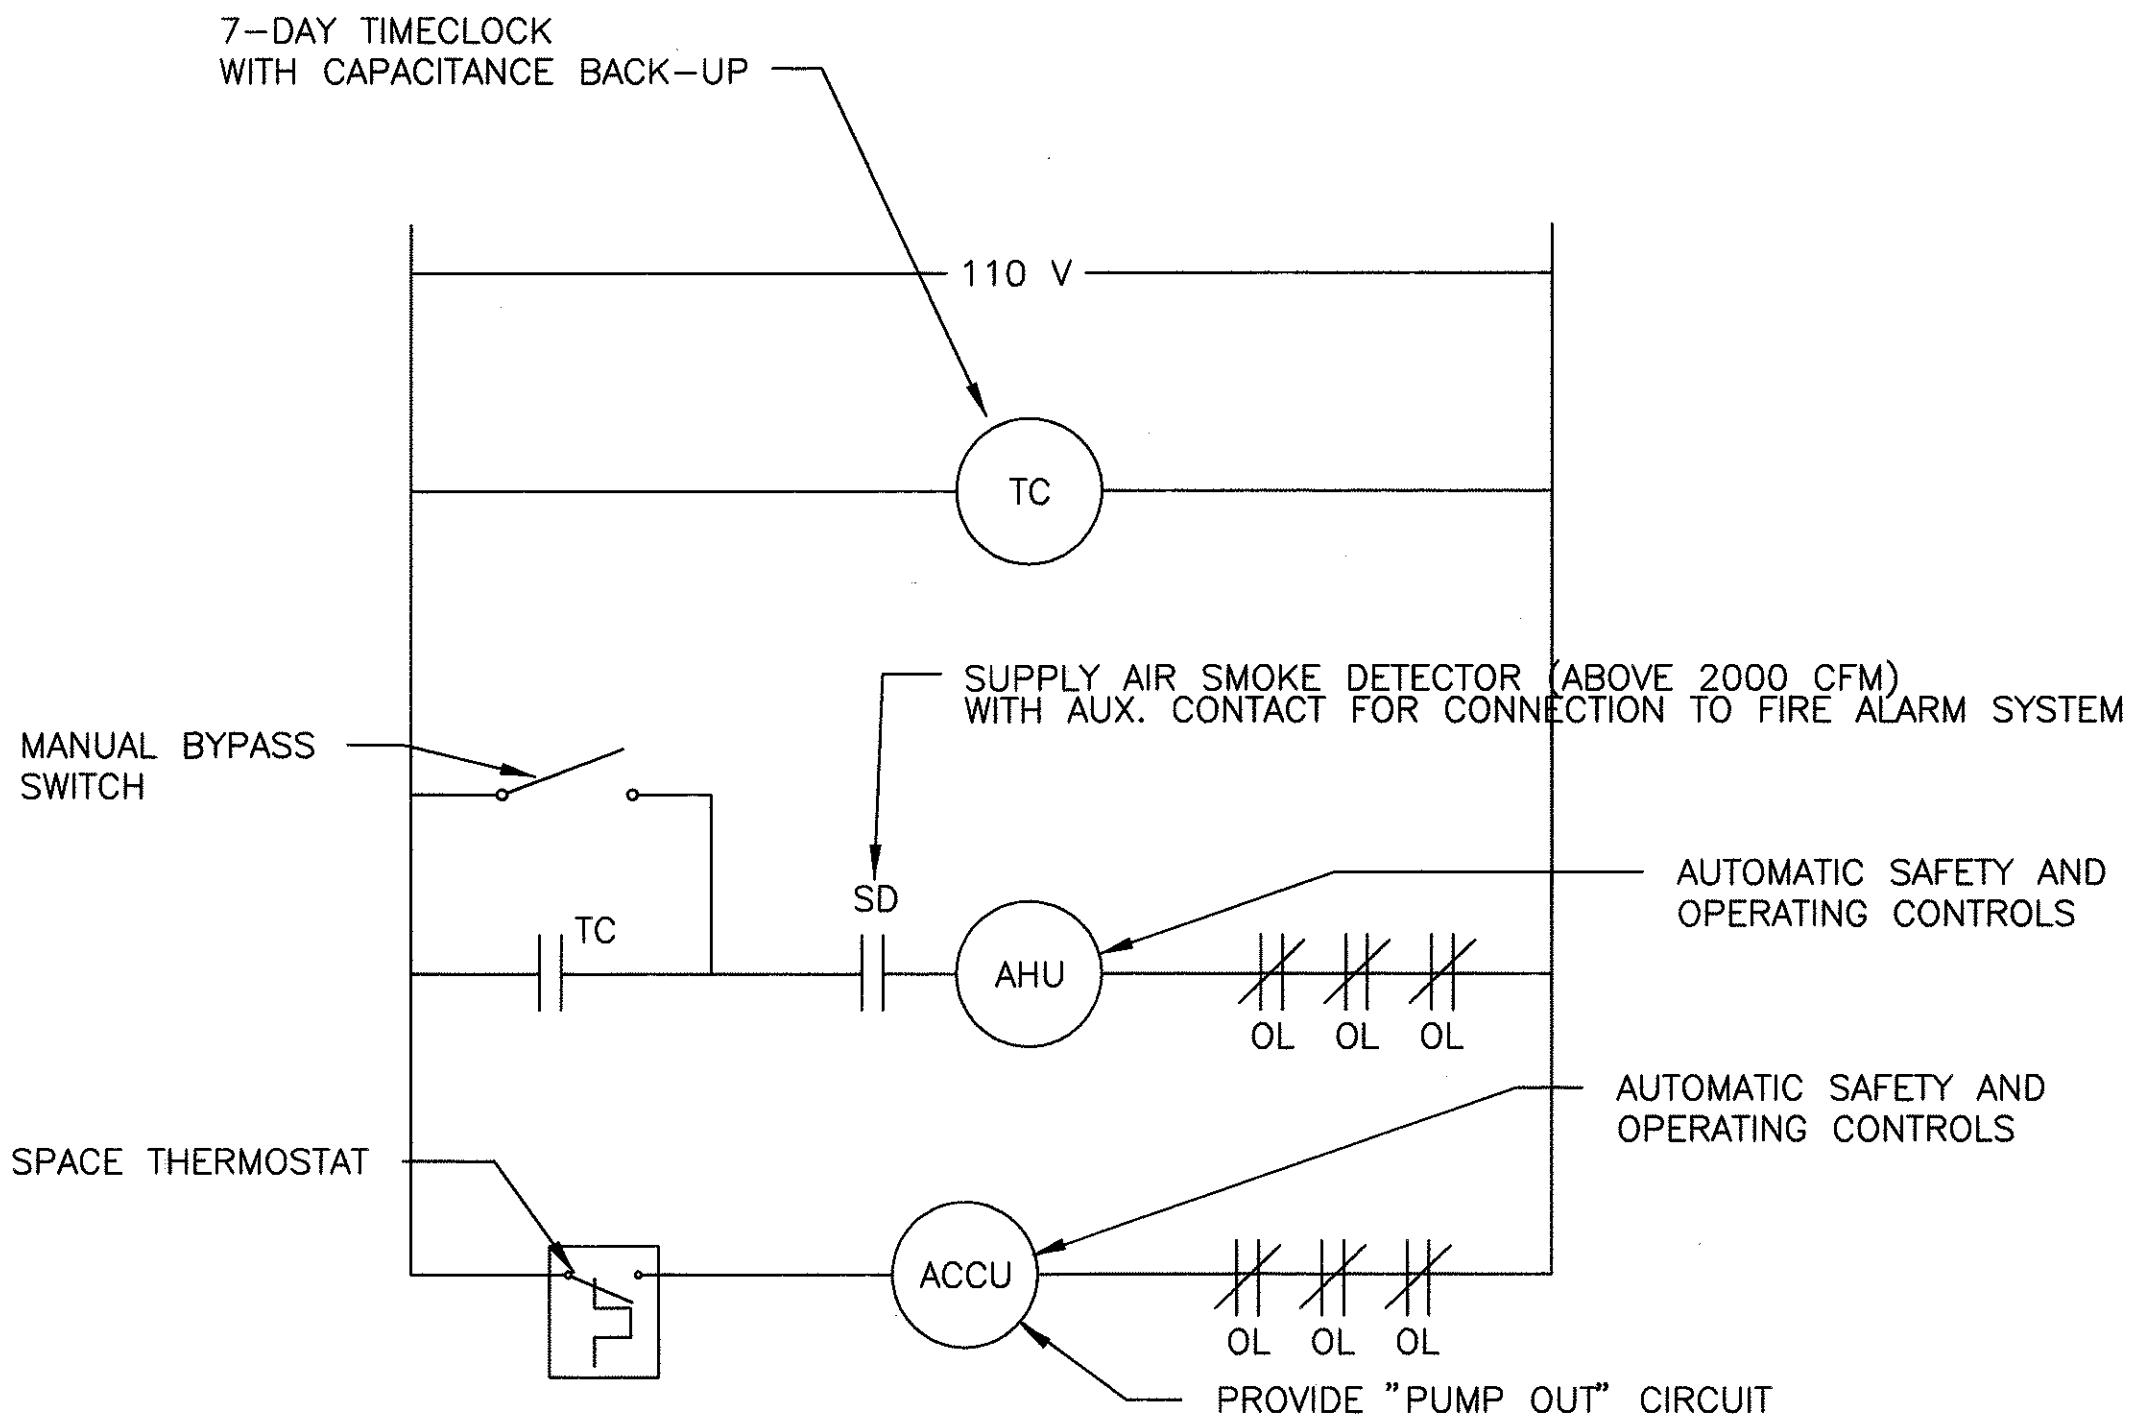 7-DAY TIMECLOCK
WITH CAPACITANCE BACK-UP
110 V
TC
SUPPLY AIR SMOKE DETECTOR (ABOVE 2000 CFM)
WITH AUX. CONTACT FOR CONNECTION TO FIRE ALARM SYSTEM
MANUAL BYPASS
SWITCH
AUTOMATIC SAFETY AND
OPERATING CONTROLS
SD
TC
AHU
OL OL OL
AUTOMATIC SAFETY AND
OPERATING CONTROLS
SPACE THERMOSTAT
ACCU
OL OL OL
PROVIDE "PUMP OUT" CIRCUIT